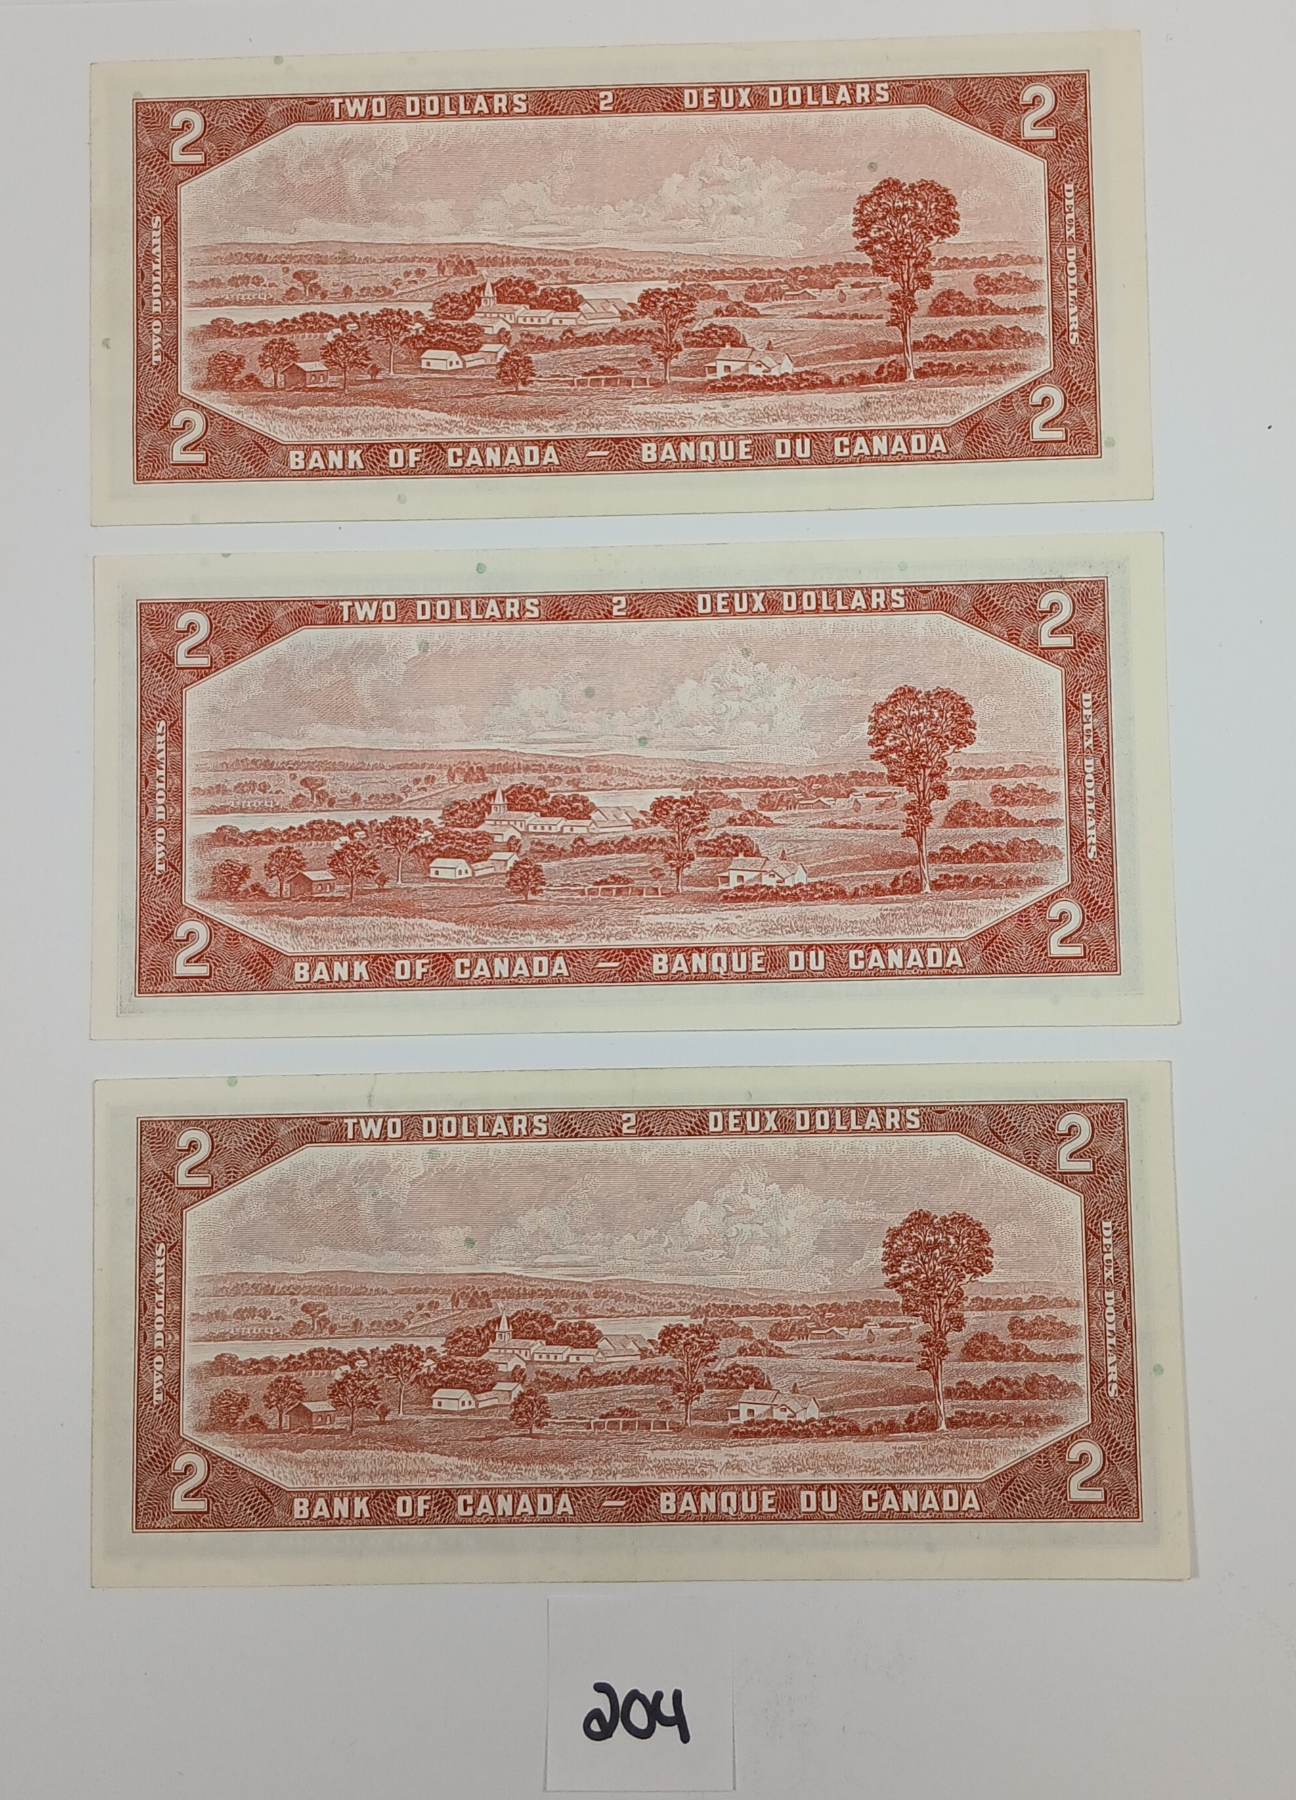 TWO DOLLARS 2 DEUX DOLLARS
2 2
TWO DOLLARS DEUX DOLLARS
2 2
BANK OF CANADA – BANQUE DU CANADA
TWO DOLLARS 2 DEUX DOLLARS
2 2
TWO DOLLARS DEUX DOLLARS
2 2
BANK OF CANADA – BANQUE DU CANADA
TWO DOLLARS 2 DEUX DOLLARS
2 2
TWO DOLLARS DEUX DOLLARS
2 2
BANK OF CANADA – BANQUE DU CANADA
204